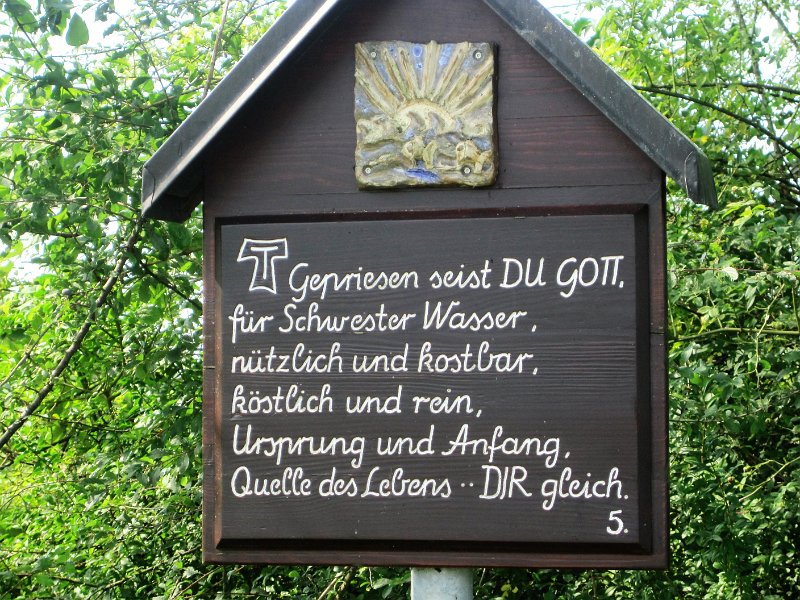 Gepriesen seist DU GOTT,
für Schwester Wasser,
nützlich und kostbar,
köstlich und rein,
Ursprung und Anfang,
Quelle des Lebens ·· DIR gleich.
5.